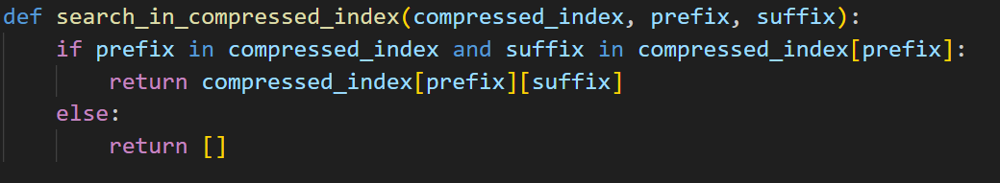 def search_in_compressed_index(compressed_index, prefix, suffix):
    if prefix in compressed_index and suffix in compressed_index[prefix]:
        return compressed_index[prefix][suffix]
    else:
        return []